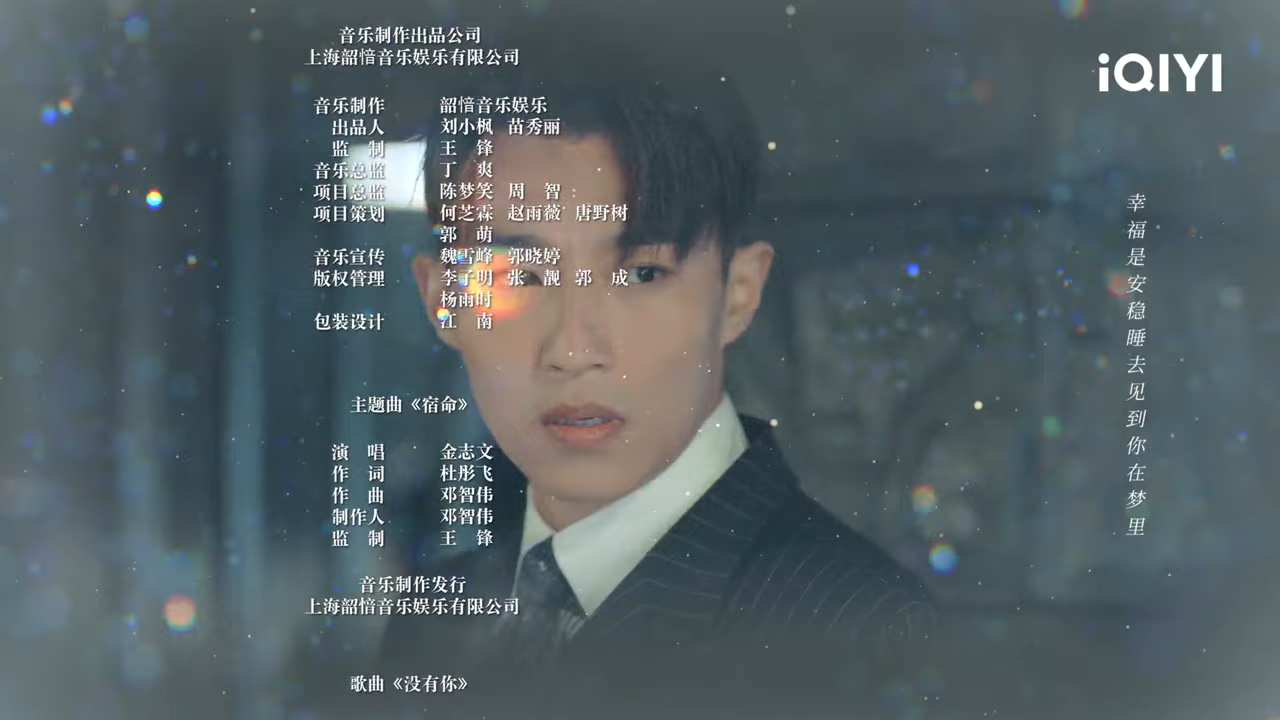 音乐制作出品公司
上海韶愔音乐娱乐有限公司
音乐制作 韶愔音乐娱乐
出品人 刘小枫 苗秀丽
监 制 王 锋
音乐总监 丁 爽
项目总监 陈梦笑 周 智
项目策划 何芝霖 赵雨薇 唐野树
郭 萌
音乐宣传 魏雪峰 郭晓婷
版权管理 李子明 张 靓 郭 成
杨雨时
包装设计 江 南
主题曲《宿命》
演 唱 金志文
作 词 杜彤飞
作 曲 邓智伟
制作人 邓智伟
监 制 王 锋
音乐制作发行
上海韶愔音乐娱乐有限公司
歌曲《没有你》
iQIYI
幸福是安稳睡去见到你在梦里